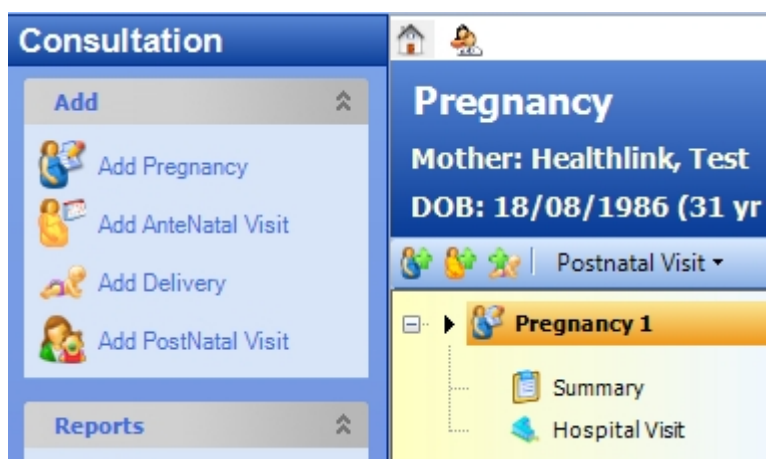 Consultation
Add
Add Pregnancy
Add AnteNatal Visit
Add Delivery
Add PostNatal Visit
Reports
Pregnancy
Mother: Healthlink, Test
DOB: 18/08/1986 (31 yr
Postnatal Visit
Pregnancy 1
Summary
Hospital Visit